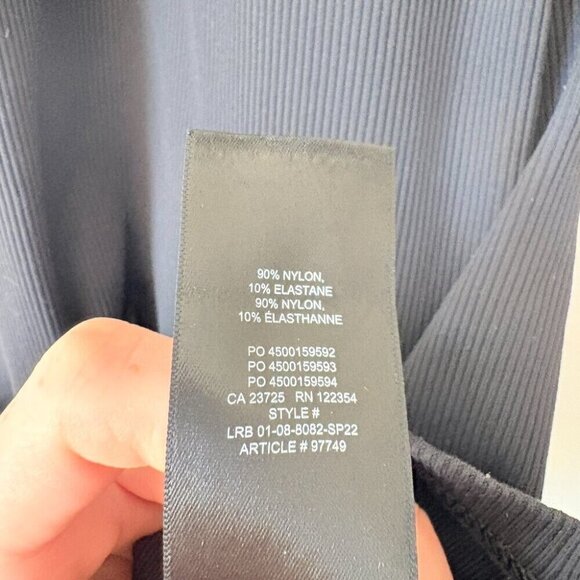 90% NYLON,
10% ELASTANE
90% NYLON,
10% ÉLASTHANNE
PO 4500159592
PO 4500159593
PO 4500159594
CA 23725 RN 122354
STYLE #
LRB 01-08-8082-SP22
ARTICLE # 97749